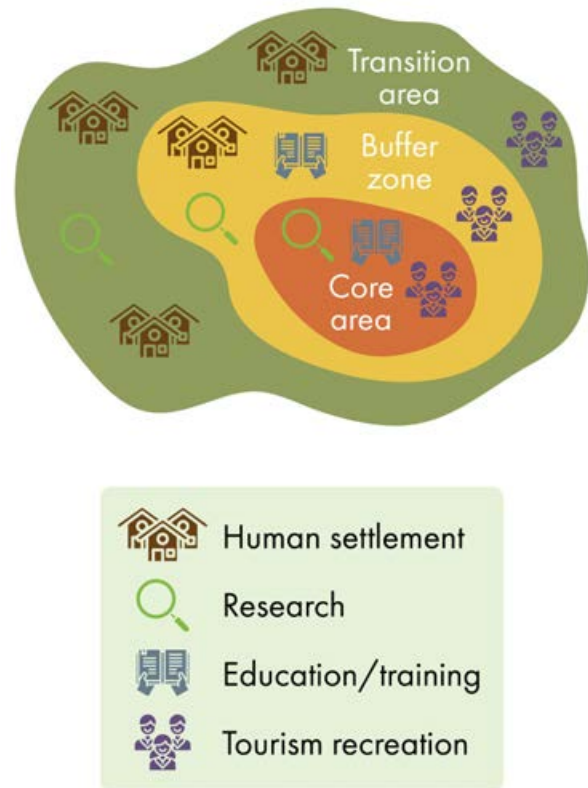 Transition
area
Buffer
zone
Core
area
Human settlement
Research
Education/training
Tourism recreation